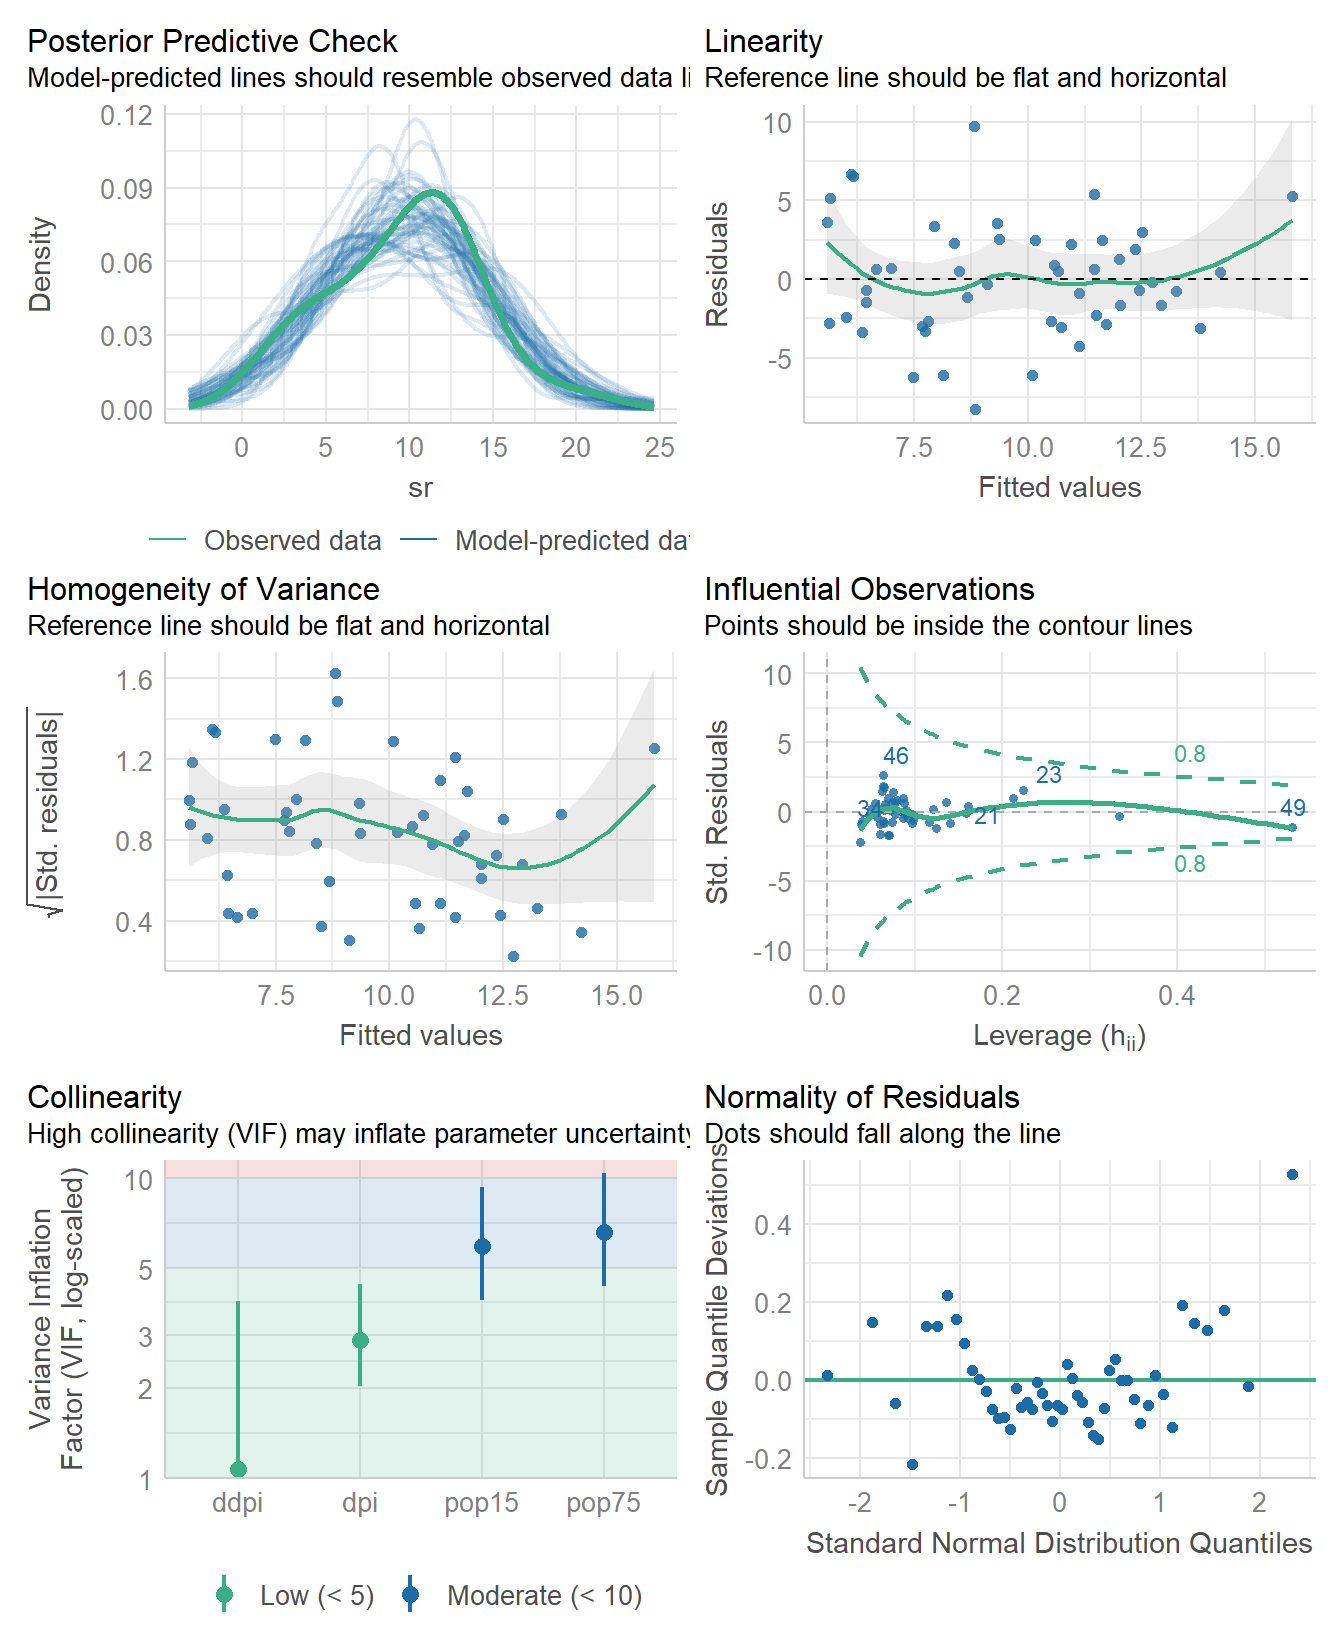 Posterior Predictive Check
Model-predicted lines should resemble observed data li
0.12
0.09
0.06
0.03
0.00
Density
0
5
10
15
20
25
sr
Observed data
Model-predicted da
Linearity
Reference line should be flat and horizontal
10
5
0
-5
Residuals
7.5
10.0
12.5
15.0
Fitted values
Homogeneity of Variance
Reference line should be flat and horizontal
1.6
1.2
0.8
0.4
√|Std. residuals|
7.5
10.0
12.5
15.0
Fitted values
Influential Observations
Points should be inside the contour lines
10
5
0
-5
-10
Std. Residuals
46
23
34
21
49
0.8
0.8
0.0
0.2
0.4
Leverage (hii)
Collinearity
High collinearity (VIF) may inflate parameter uncertainty
10
5
3
2
1
Variance Inflation
Factor (VIF, log-scaled)
ddpi
dpi
pop15
pop75
Low (< 5)
Moderate (< 10)
Normality of Residuals
Dots should fall along the line
0.4
0.2
0.0
-0.2
Sample Quantile Deviations
-2
-1
0
1
2
Standard Normal Distribution Quantiles